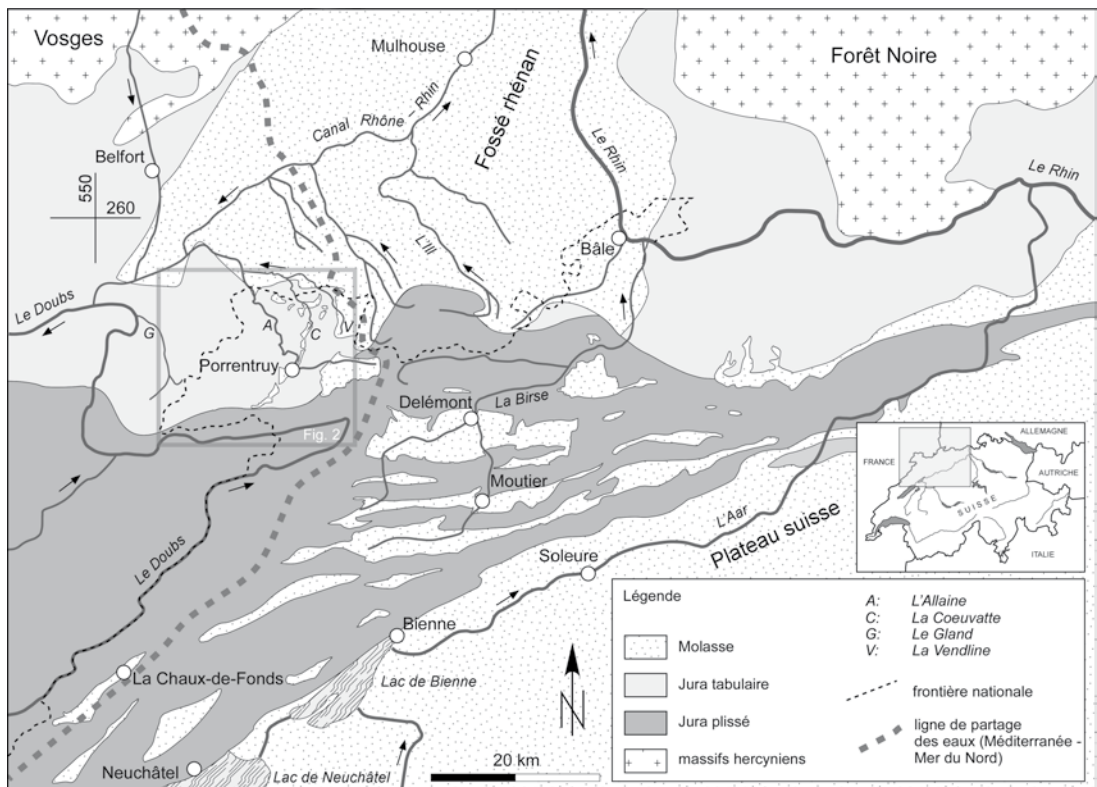 Vosges
Mulhouse
Forêt Noire
Fossé rhénan
Canal Rhône - Rhin
Le Rhin
Belfort
Le Rhin
550
260
L'Ill
Bâle
Le Doubs
G
A
C
V
Porrentruy
Fig. 2
Delémont
La Birse
Moutier
FRANCE
ALLEMAGNE
AUTRICHE
SUISSE
ITALIE
L'Aar
Plateau suisse
Le Doubs
Soleure
Bienne
La Chaux-de-Fonds
Lac de Bienne
Neuchâtel
Lac de Neuchâtel
N
20 km
Légende
Molasse
Jura tabulaire
Jura plissé
massifs hercyniens
A: L'Allaine
C: La Coeuvatte
G: Le Gland
V: La Vendline
frontière nationale
ligne de partage
des eaux (Méditerranée -
Mer du Nord)